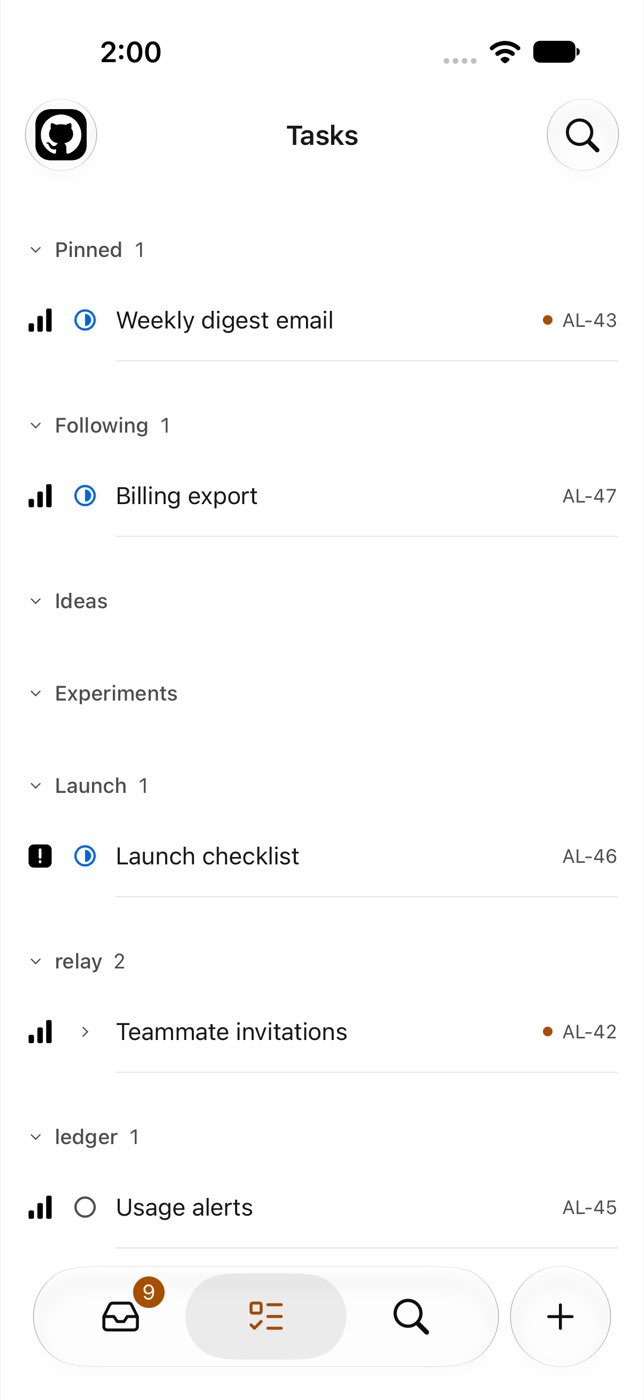 2:00
Tasks
Pinned 1
Weekly digest email AL-43
Following 1
Billing export AL-47
Ideas
Experiments
Launch 1
Launch checklist AL-46
relay 2
Teammate invitations AL-42
ledger 1
Usage alerts AL-45
9